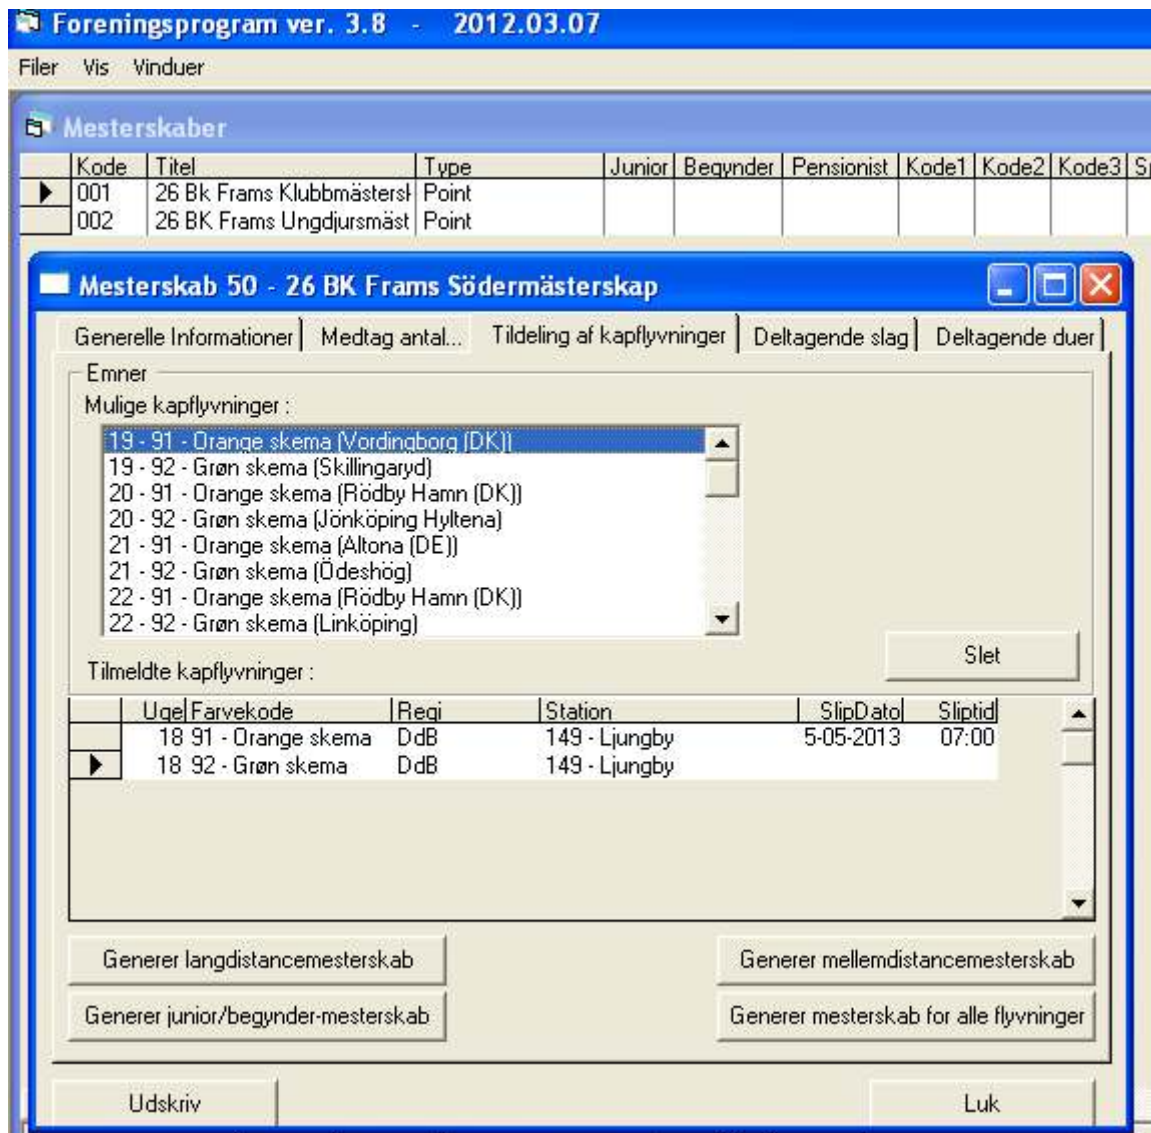 Foreningsprogram ver. 3.8 - 2012.03.07
Filer Vis Vinduer
Mesterskaber
Kode Titel Type Junior Begynder Pensionist Kode1 Kode2 Kode3
001 26 Bk Frams Klubbmästersk Point
002 26 BK Frams Ungdjursmäst Point
Mesterskab 50 - 26 BK Frams Södermästerskap
Generelle Informationer Medtag antal... Tildeling af kapflyvninger Deltagende slag Deltagende duer
Emner
Mulige kapflyvninger :
19 - 91 - Orange skema (Vordingborg (DK))
19 - 92 - Grøn skema (Skillingaryd)
20 - 91 - Orange skema (Rödby Hamn (DK))
20 - 92 - Grøn skema (Jönköping Hyltena)
21 - 91 - Orange skema (Altona (DE))
21 - 92 - Grøn skema (Ödeshög)
22 - 91 - Orange skema (Rödby Hamn (DK))
22 - 92 - Grøn skema (Linköping)
Slet
Tilmeldte kapflyvninger :
Uge Farvekode Regi Station SlipDato Sliptid
18 91 - Orange skema DdB 149 - Ljungby 5-05-2013 07:00
18 92 - Grøn skema DdB 149 - Ljungby
Generer langdistancemesterskab Generer mellemdistancemesterskab
Generer junior/begynder-mesterskab Generer mesterskab for alle flyvninger
Udskriv Luk